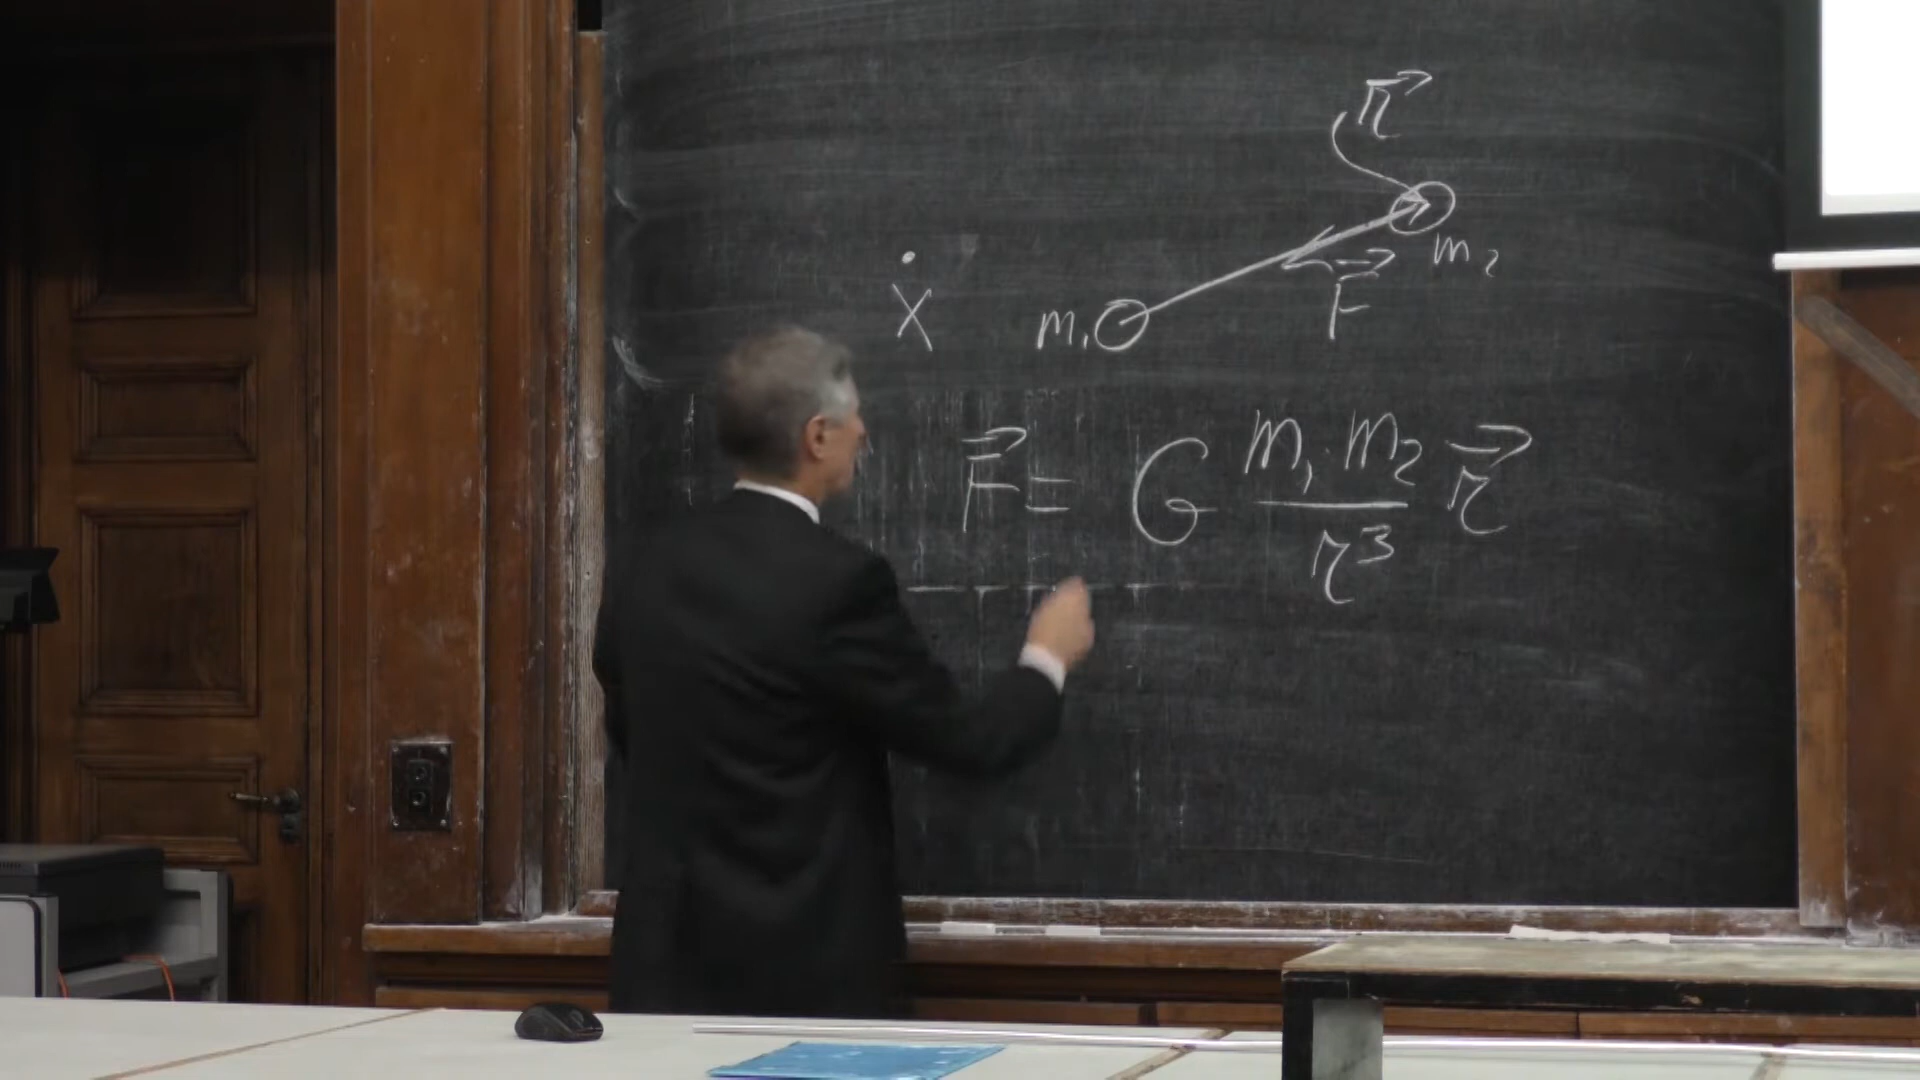 r⃗
m₂
F⃗
X
m₁
F⃗ = G m₁·m₂ / r³ r⃗